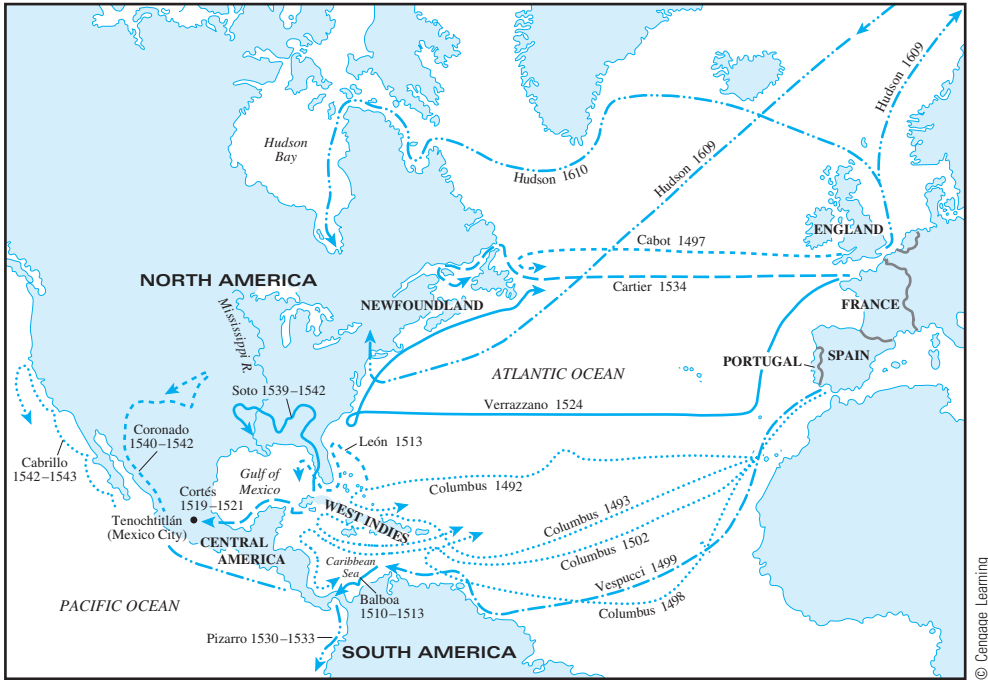 Hudson 1609
Hudson
Bay
Hudson 1609
Hudson 1610
ENGLAND
Cabot 1497
NORTH AMERICA
Cartier 1534
NEWFOUNDLAND
FRANCE
Mississippi R.
PORTUGAL
SPAIN
ATLANTIC OCEAN
Soto 1539–1542
Verrazzano 1524
Coronado
1540–1542
León 1513
Cabrillo
1542–1543
Gulf of
Mexico
Columbus 1492
Cortés
1519–1521
WEST INDIES
Columbus 1493
Tenochtitlán
(Mexico City)
CENTRAL
AMERICA
Columbus 1502
Caribbean
Sea
Vespucci 1499
Balboa
1510–1513
Columbus 1498
PACIFIC OCEAN
Pizarro 1530–1533
SOUTH AMERICA
© Cengage Learning